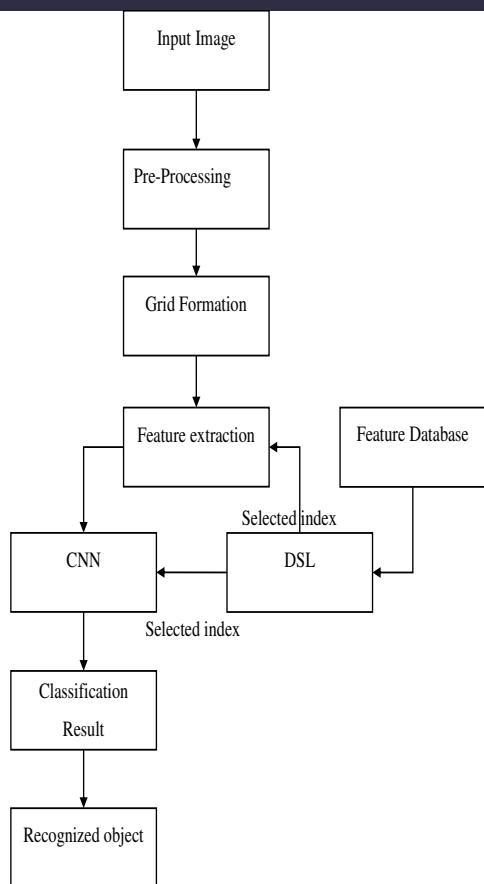 Input Image
Pre-Processing
Grid Formation
Feature extraction
Feature Database
Selected index
CNN
DSL
Selected index
Classification
Result
Recognized object